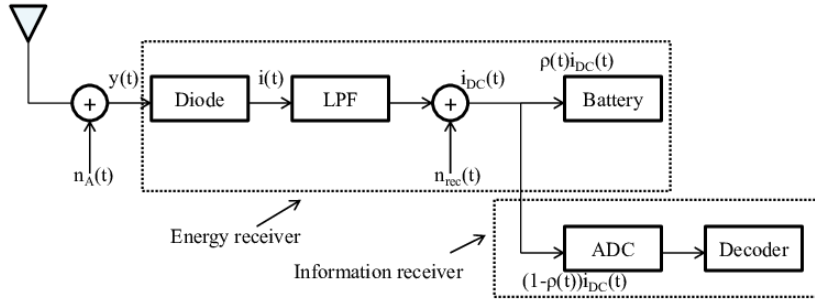 y(t)
Diode
i(t)
LPF
i_DC(t)
ρ(t)i_DC(t)
Battery
+
+
n_A(t)
n_rec(t)
Energy receiver
Information receiver
ADC
Decoder
(1-ρ(t))i_DC(t)